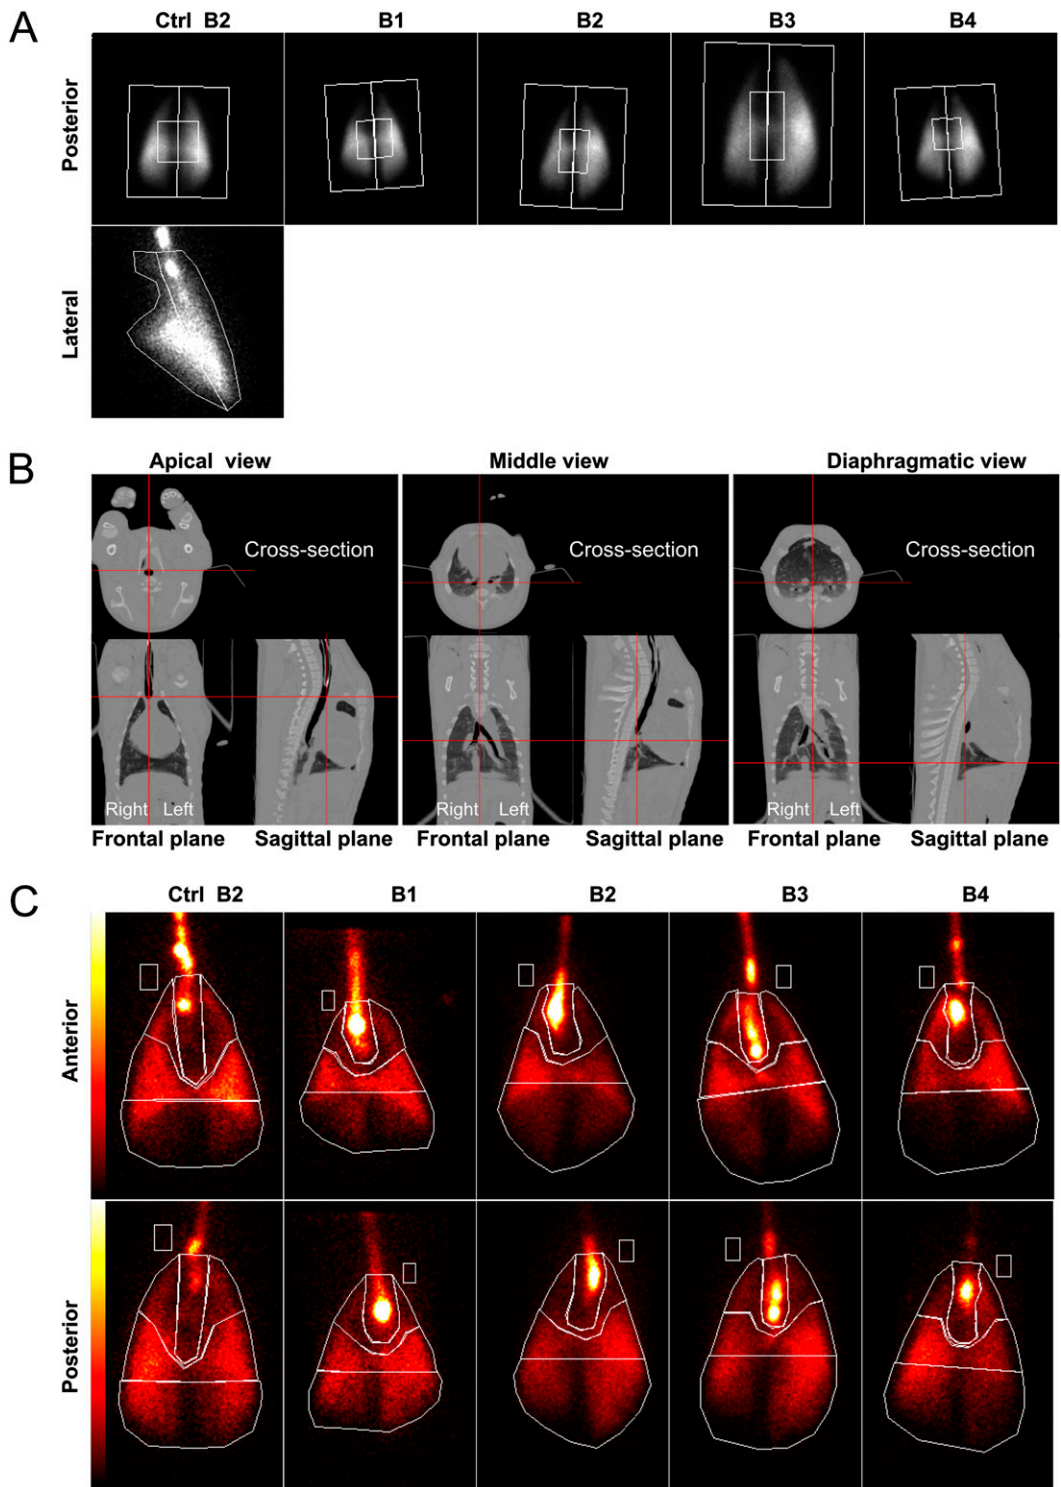 A
Ctrl B2 B1 B2 B3 B4
Posterior
Lateral
B
Apical view Middle view Diaphragmatic view
Cross-section Cross-section Cross-section
Right Left Right Left Right Left
Frontal plane Sagittal plane Frontal plane Sagittal plane Frontal plane Sagittal plane
C
Ctrl B2 B1 B2 B3 B4
Anterior
Posterior